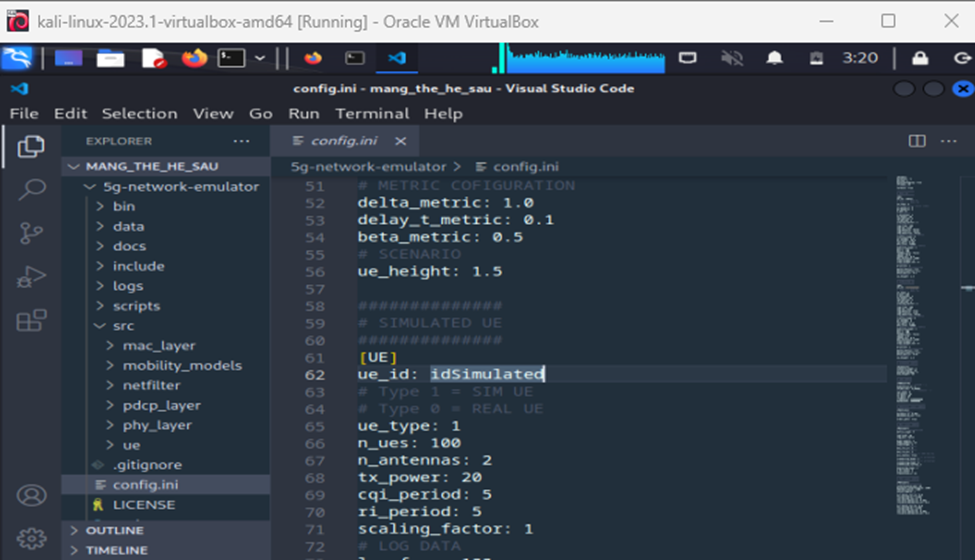 kali-linux-2023.1-virtualbox-amd64 [Running] - Oracle VM VirtualBox
3:20
config.ini - mang_the_he_sau - Visual Studio Code
File Edit Selection View Go Run Terminal Help
EXPLORER
MANG_THE_HE_SAU
5g-network-emulator
bin
data
docs
include
logs
scripts
src
mac_layer
mobility_models
netfilter
pdcp_layer
phy_layer
ue
.gitignore
config.ini
LICENSE
OUTLINE
TIMELINE
config.ini
5g-network-emulator > config.ini
51 # METRIC COFIGURATION
52 delta_metric: 1.0
53 delay_t_metric: 0.1
54 beta_metric: 0.5
55 # SCENARIO
56 ue_height: 1.5
57
58 ##############
59 # SIMULATED UE
60 ##############
61 [UE]
62 ue_id: idSimulated
63 # Type 1 = SIM UE
64 # Type 0 = REAL UE
65 ue_type: 1
66 n_ues: 100
67 n_antennas: 2
68 tx_power: 20
69 cqi_period: 5
70 ri_period: 5
71 scaling_factor: 1
72 # LOG DATA